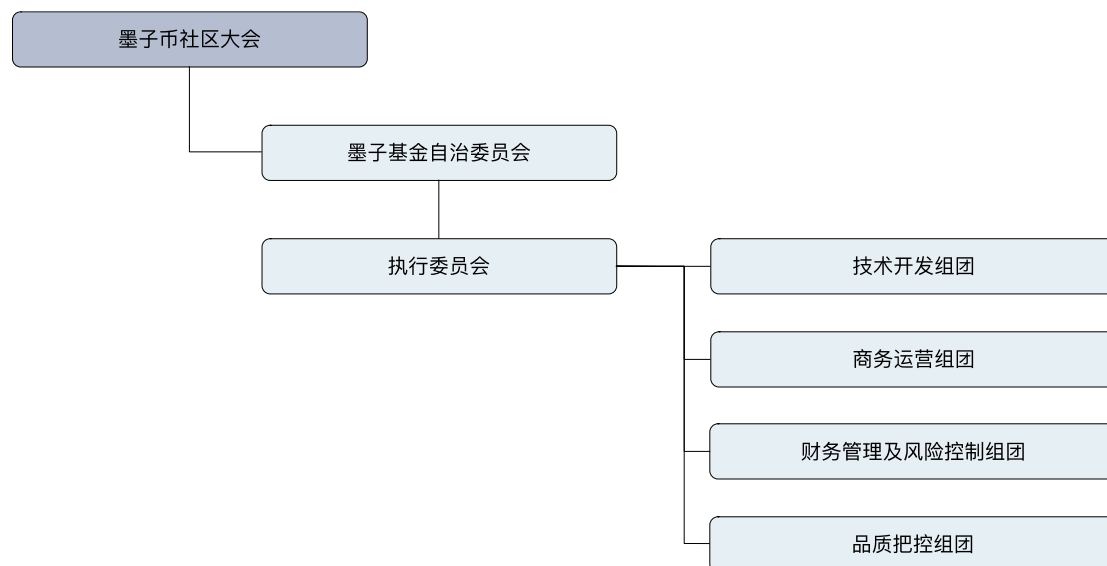 墨子币社区大会
墨子基金自治委员会
执行委员会
技术开发组团
商务运营组团
财务管理及风险控制组团
品质把控组团